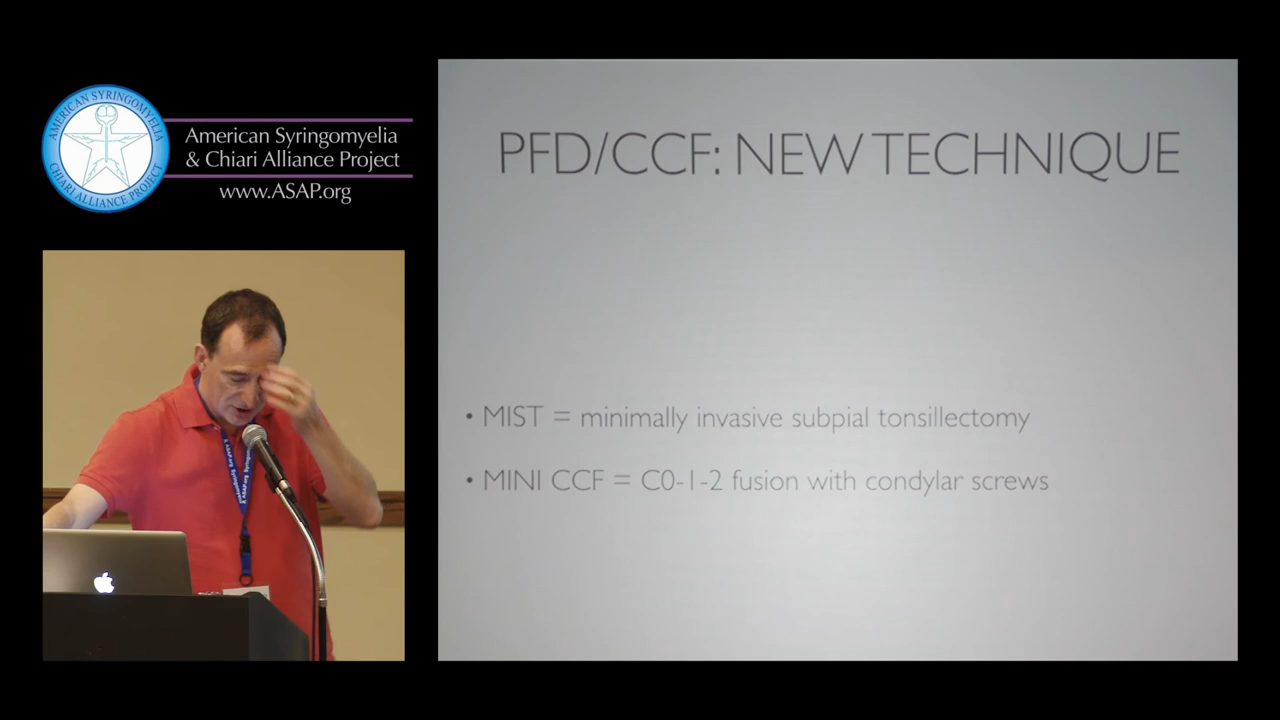 AMERICAN SYRINGOMYELIA
CHIARI ALLIANCE PROJECT
American Syringomyelia
& Chiari Alliance Project
www.ASAP.org
PFD/CCF: NEW TECHNIQUE
• MIST = minimally invasive subpial tonsillectomy
• MINI CCF = C0-1-2 fusion with condylar screws